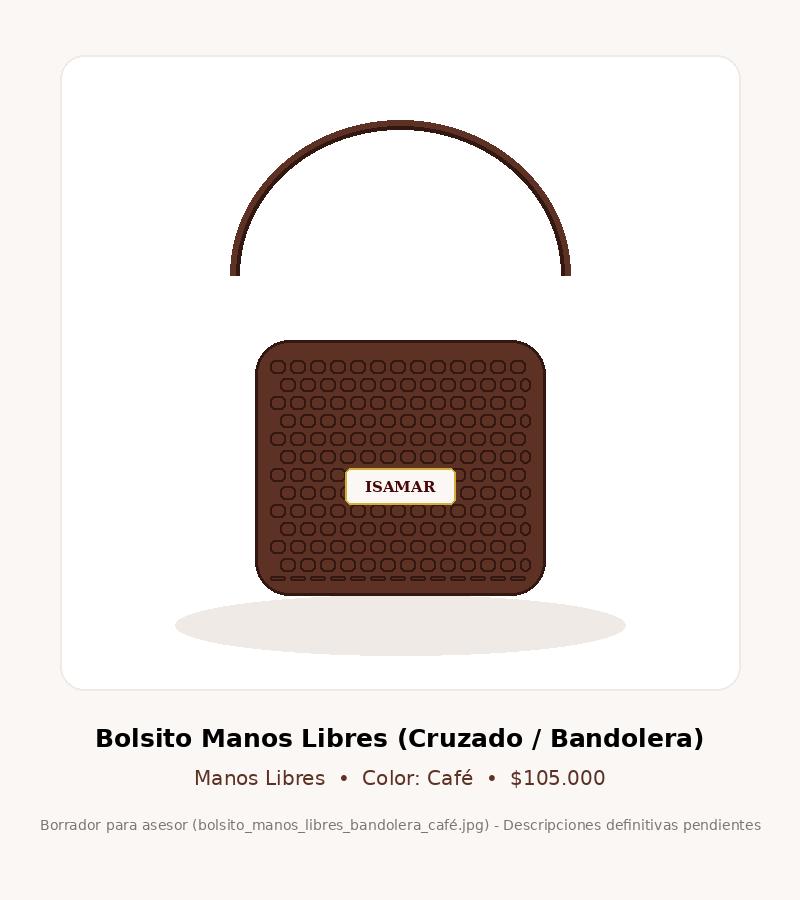 ISAMAR
Bolsito Manos Libres (Cruzado / Bandolera)
Manos Libres • Color: Café • $105.000
Borrador para asesor (bolsito_manos_libres_bandolera_café.jpg) - Descripciones definitivas pendientes